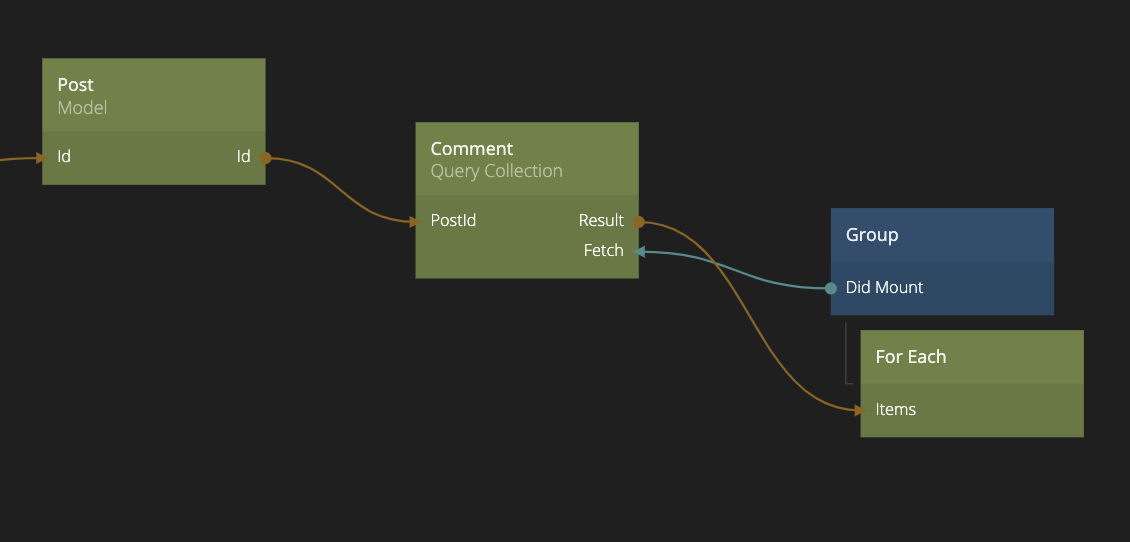 Post
Model
Id
Id
Comment
Query Collection
PostId
Result
Fetch
Group
Did Mount
For Each
Items